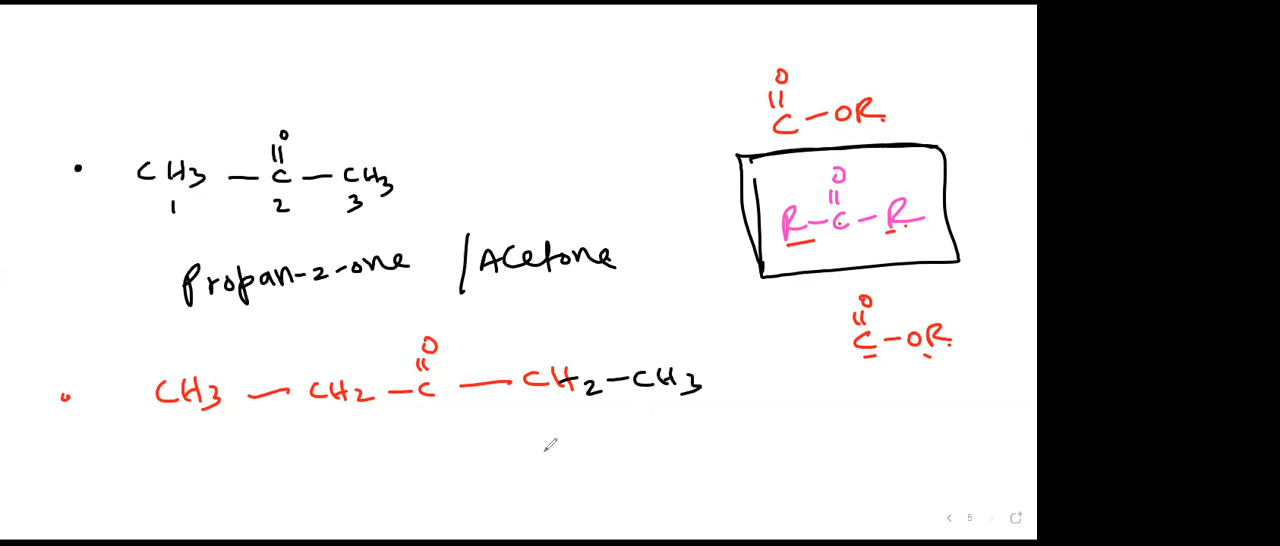 O
||
C - OR
• CH3 - C - CH3
O
||
1 2 3
O
||
R - C - R
Propan-2-one / Acetone
O
||
C - OR
O
||
• CH3 - CH2 - C - CH2 - CH3
5